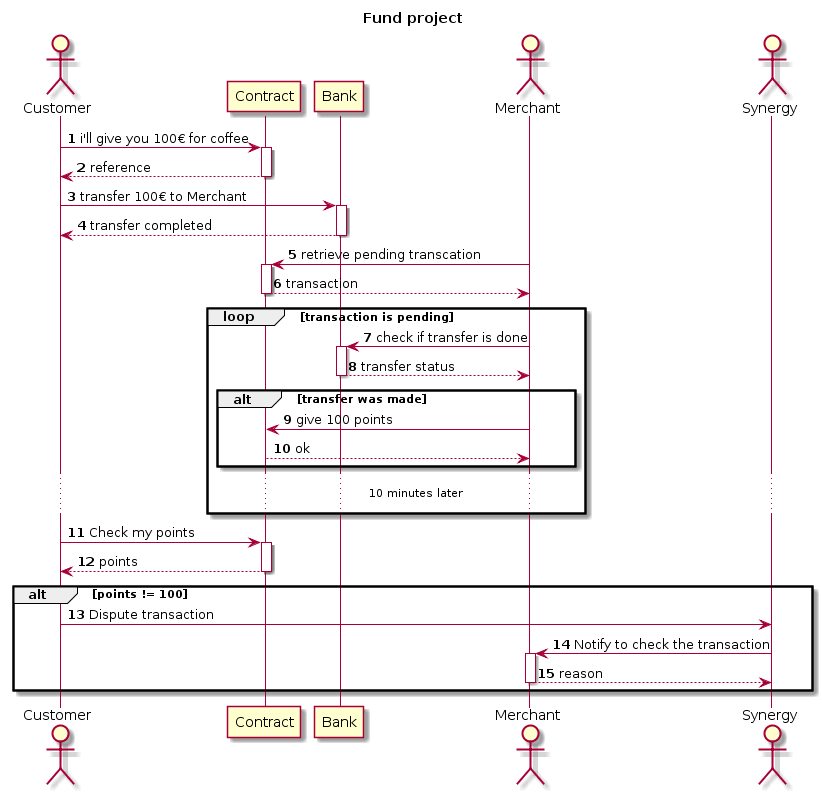 Fund project
Customer
Contract
Bank
Merchant
Synergy
1 i'll give you 100€ for coffee
2 reference
3 transfer 100€ to Merchant
4 transfer completed
5 retrieve pending transcation
6 transaction
loop [transaction is pending]
7 check if transfer is done
8 transfer status
alt [transfer was made]
9 give 100 points
10 ok
10 minutes later
11 Check my points
12 points
alt [points != 100]
13 Dispute transaction
14 Notify to check the transaction
15 reason
Customer
Contract
Bank
Merchant
Synergy